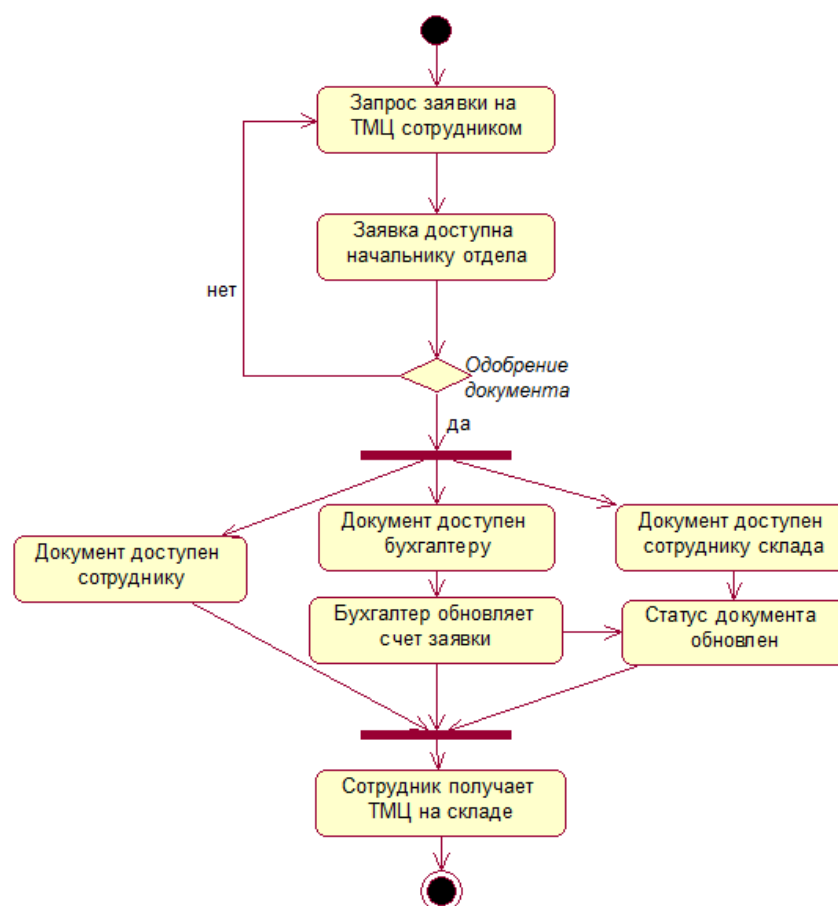 Запрос заявки на
ТМЦ сотрудником
Заявка доступна
начальнику отдела
нет
Одобрение
документа
да
Документ доступен
сотруднику
Документ доступен
бухгалтеру
Документ доступен
сотруднику склада
Бухгалтер обновляет
счет заявки
Статус документа
обновлен
Сотрудник получает
ТМЦ на складе